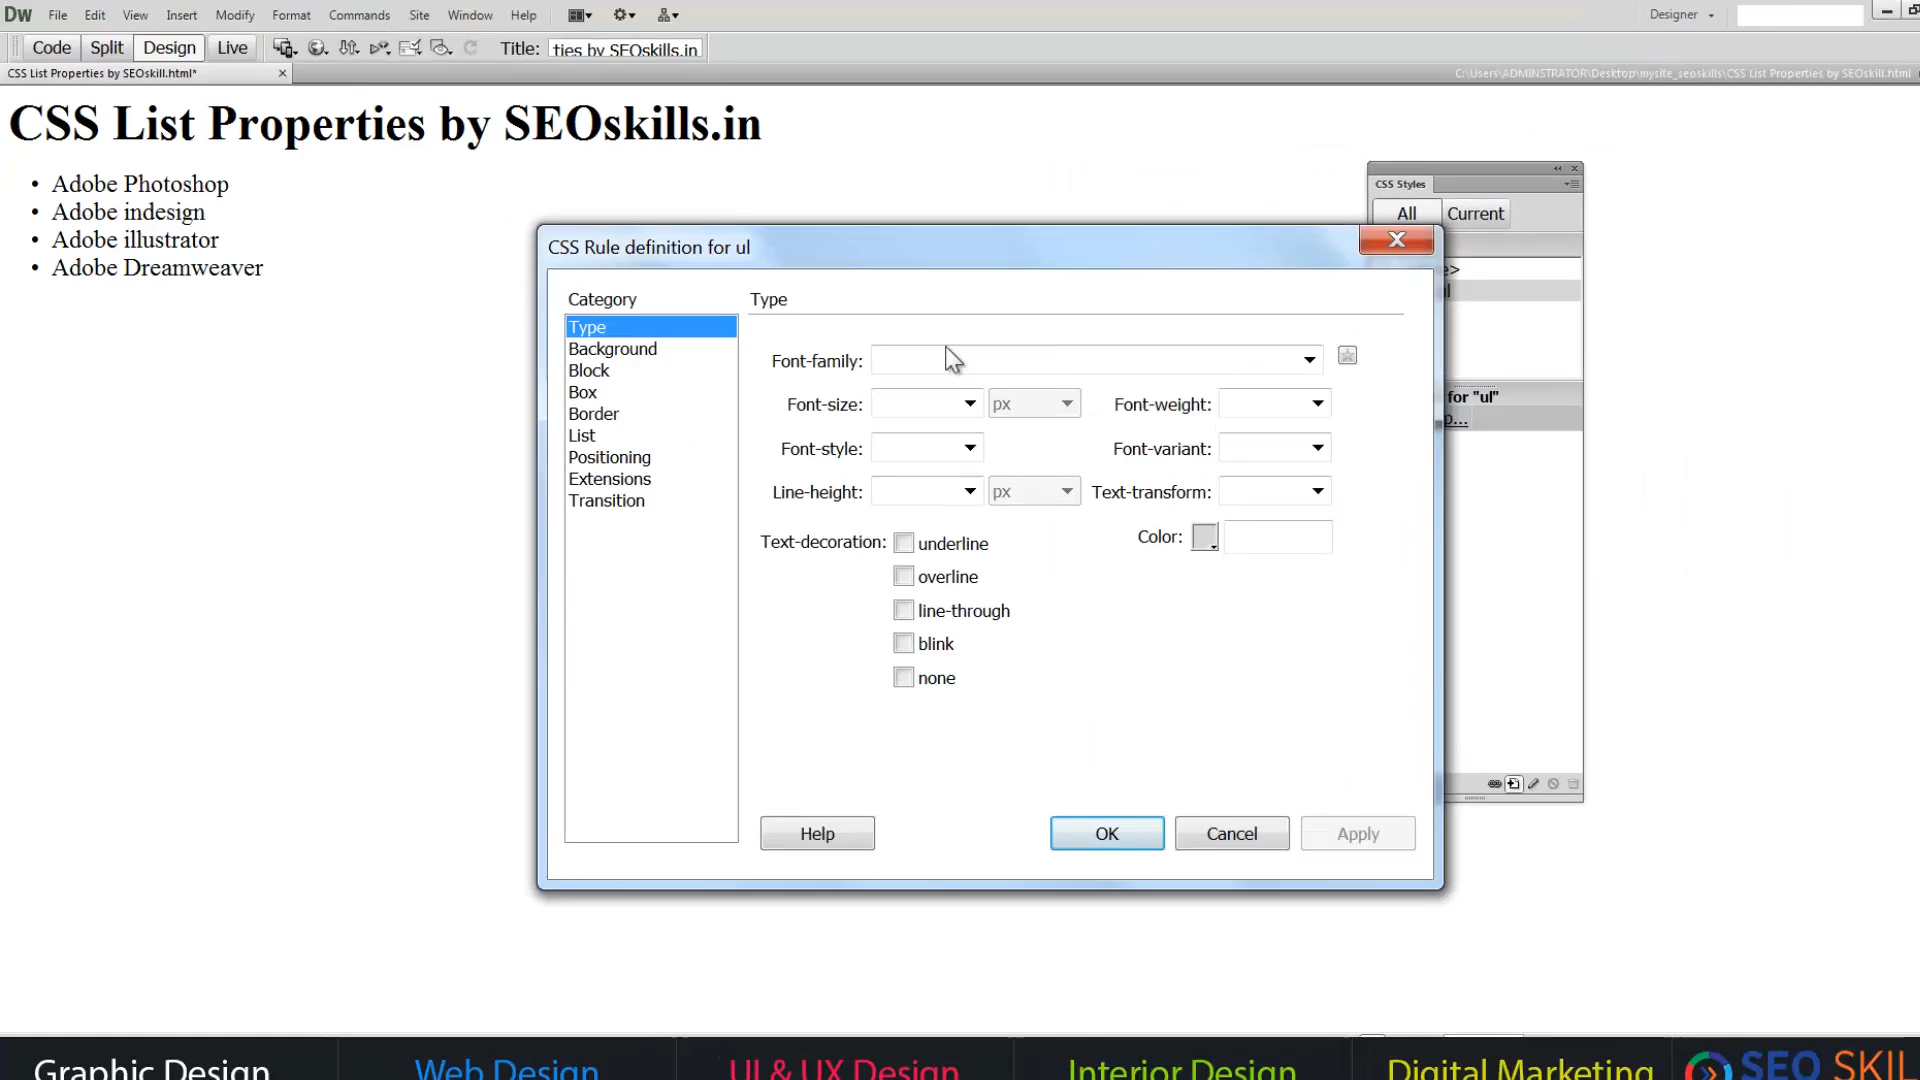 Dw File Edit View Insert Modify Format Commands Site Window Help Designer
Code Split Design Live Title: ties by SEOskills.in
CSS List Properties by SEOskill.html*
C:\Users\ADMINSTRATOR\Desktop\mysite_seoskills\CSS List Properties by SEOskill.html
CSS List Properties by SEOskills.in
• Adobe Photoshop
• Adobe indesign
• Adobe illustrator
• Adobe Dreamweaver
CSS Styles
All Current
e>
ul
for "ul"
p...
CSS Rule definition for ul
Category
Type
Background
Block
Box
Border
List
Positioning
Extensions
Transition
Type
Font-family:
Font-size: px Font-weight:
Font-style: Font-variant:
Line-height: px Text-transform:
Text-decoration: underline Color:
overline
line-through
blink
none
Help OK Cancel Apply
Graphic Design Web Design UI & UX Design Interior Design Digital Marketing SEO SKIL